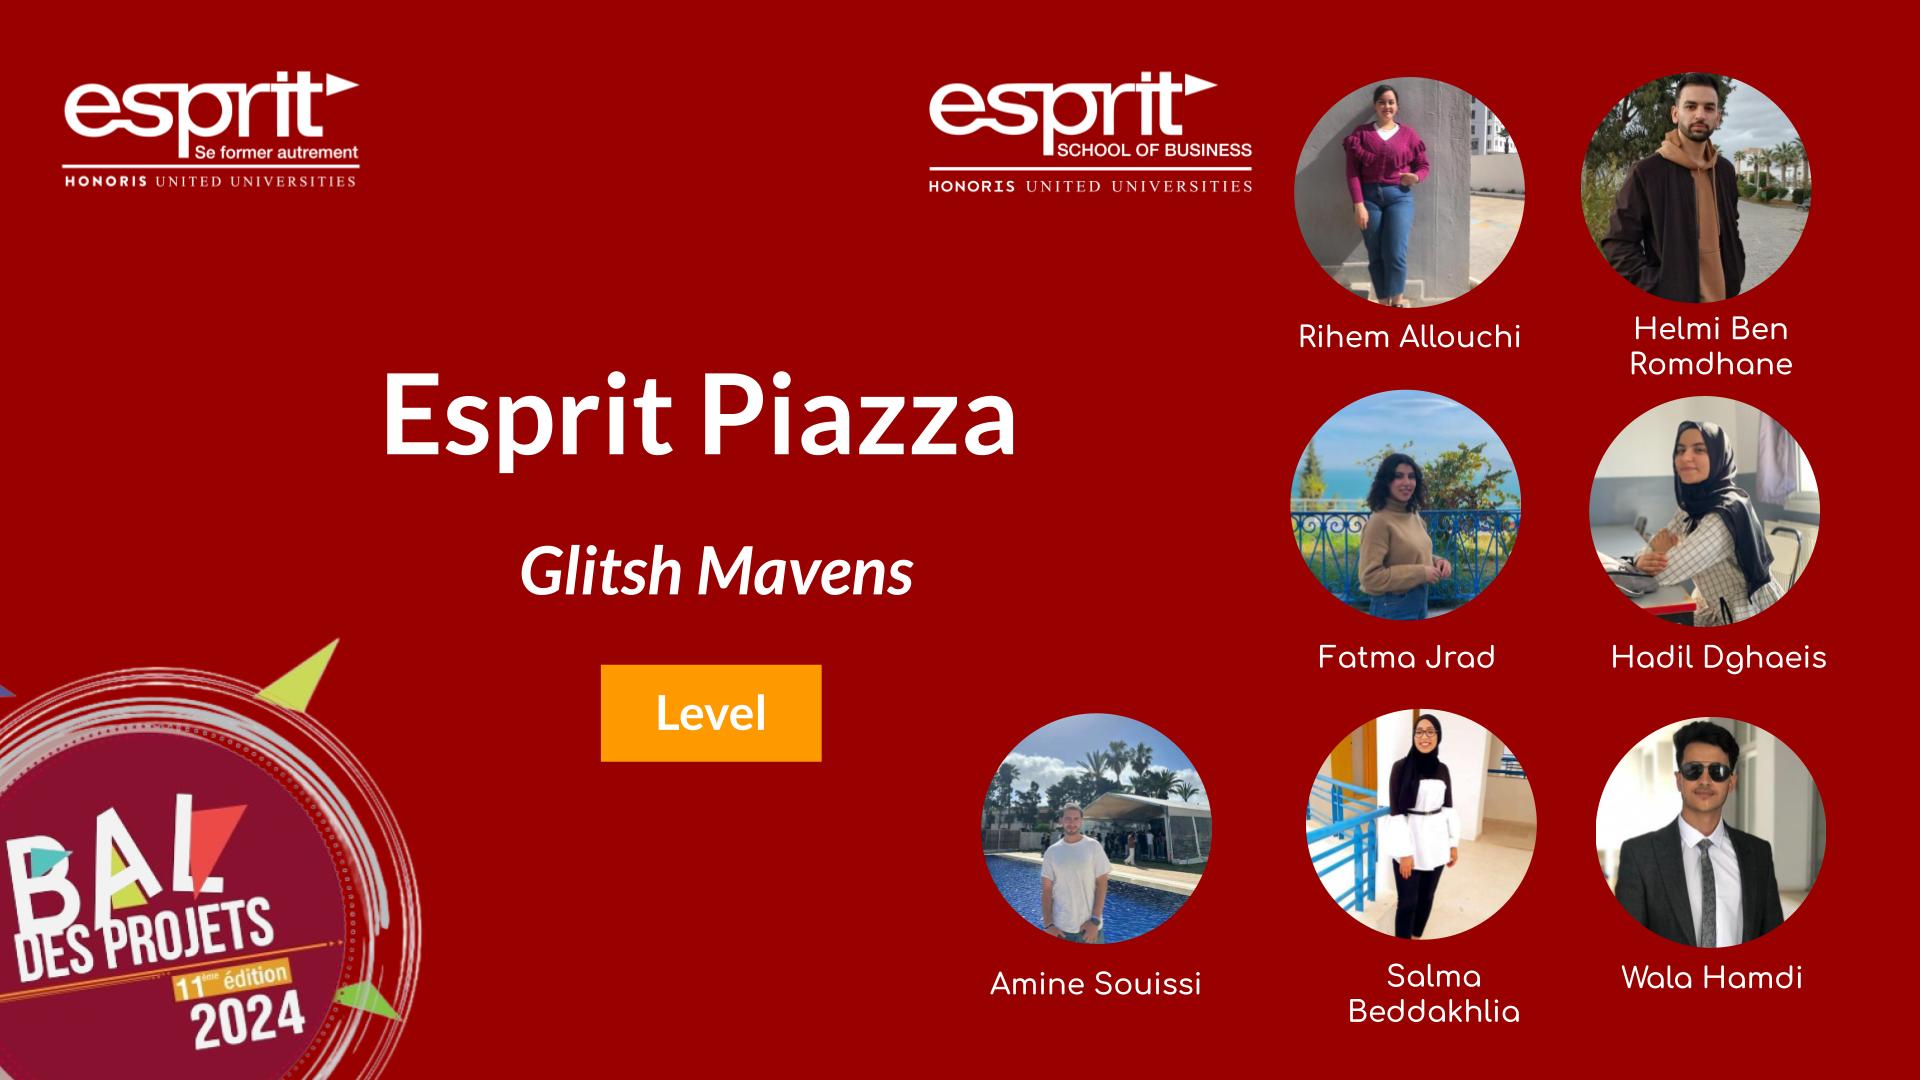 esprit
Se former autrement
HONORIS UNITED UNIVERSITIES
esprit
SCHOOL OF BUSINESS
HONORIS UNITED UNIVERSITIES
Rihem Allouchi
Helmi Ben
Romdhane
Esprit Piazza
Glitsh Mavens
Level
Fatma Jrad
Hadil Dghaeis
Amine Souissi
Salma
Beddakhlia
Wala Hamdi
BAL
DES PROJETS
11ème édition
2024